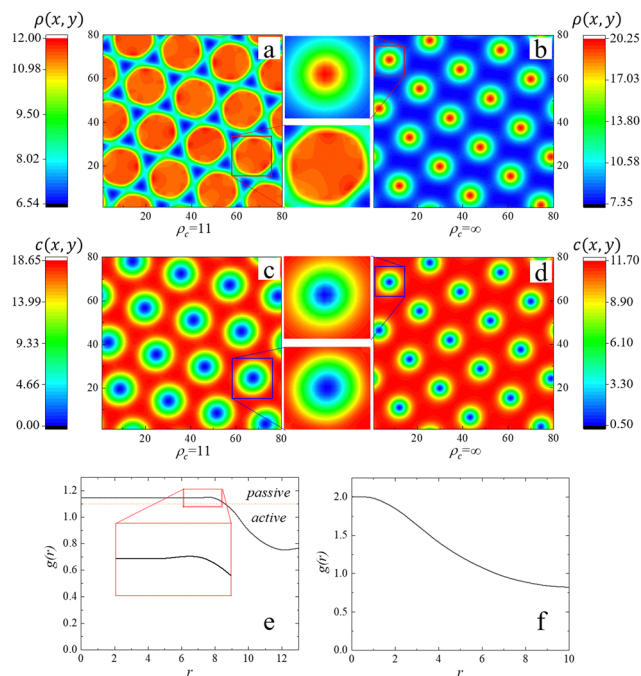 ρ(x, y) ρ(x, y)
12.00 80 a b 80 20.25
10.98 60 60 17.03
9.50 40 40 13.80
8.02 20 20 10.58
6.54 7.35
20 40 60 80 20 40 60 80
ρc=11 ρc=∞
c(x, y) c(x, y)
18.65 80 c d 80 11.70
13.99 60 60 8.90
9.33 40 40 6.10
4.66 20 20 3.30
0.00 0.50
20 40 60 80 20 40 60 80
ρc=11 ρc=∞
1.2 passive 2.0
1.0 active
0.8 1.5
g(r) 0.6 g(r) 1.0
0.4 0.5
0.2 e f
0.0 0.0
0 2 4 6 8 10 12 0 2 4 6 8 10
r r